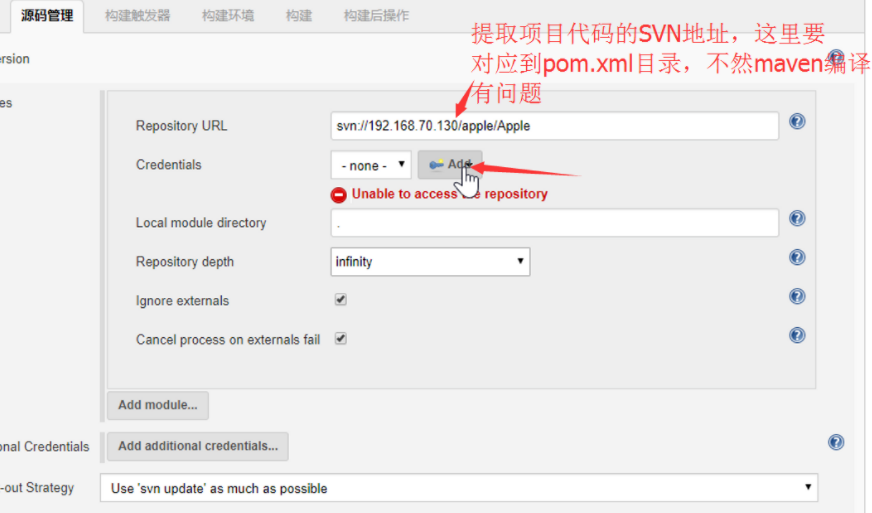 源码管理 构建触发器 构建环境 构建 构建后操作
提取项目代码的SVN地址，这里要
对应到pom.xml目录，不然maven编译
有问题
ersion
es
Repository URL svn://192.168.70.130/apple/Apple
Credentials - none - Add
Unable to access the repository
Local module directory .
Repository depth infinity
Ignore externals
Cancel process on externals fail
Add module...
onal Credentials Add additional credentials...
-out Strategy Use 'svn update' as much as possible